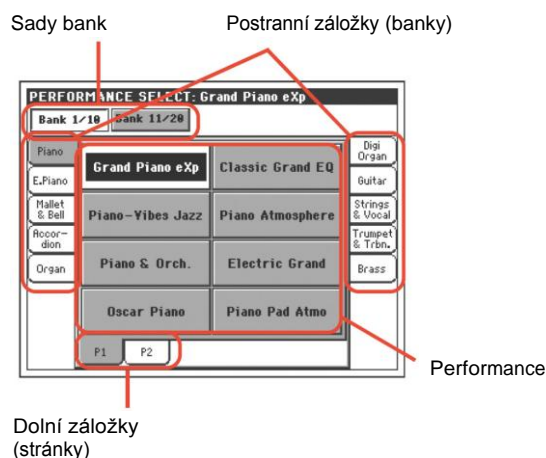 Sady bank
Postranní záložky (banky)
PERFORMANCE SELECT: Grand Piano eXp
Bank 1/10
Bank 11/20
Piano
E.Piano
Mallet
& Bell
Accor-
dion
Organ
Grand Piano eXp
Classic Grand EQ
Piano-Vibes Jazz
Piano Atmosphere
Piano & Orch.
Electric Grand
Oscar Piano
Piano Pad Atmo
Digi
Organ
Guitar
Strings
& Vocal
Trumpet
& Trbn.
Brass
P1
P2
Performance
Dolní záložky
(stránky)